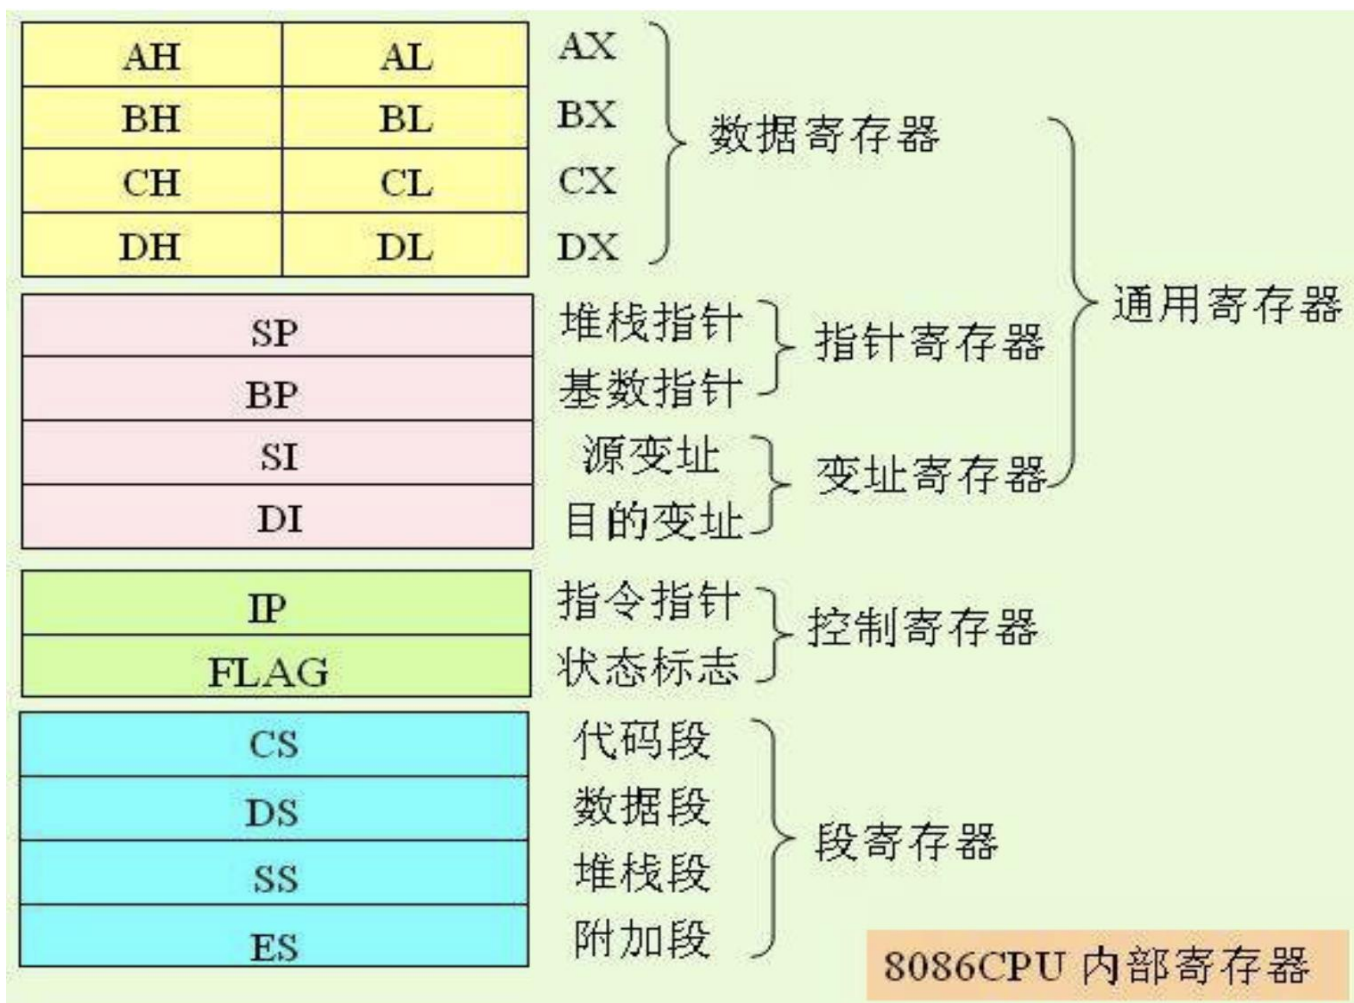 AH AL AX
BH BL BX
数据寄存器
CH CL CX
DH DL DX
通用寄存器
SP 堆栈指针
指针寄存器
BP 基数指针
SI 源变址
变址寄存器
DI 目的变址
IP 指令指针
控制寄存器
FLAG 状态标志
CS 代码段
DS 数据段
段寄存器
SS 堆栈段
ES 附加段
8086CPU 内部寄存器